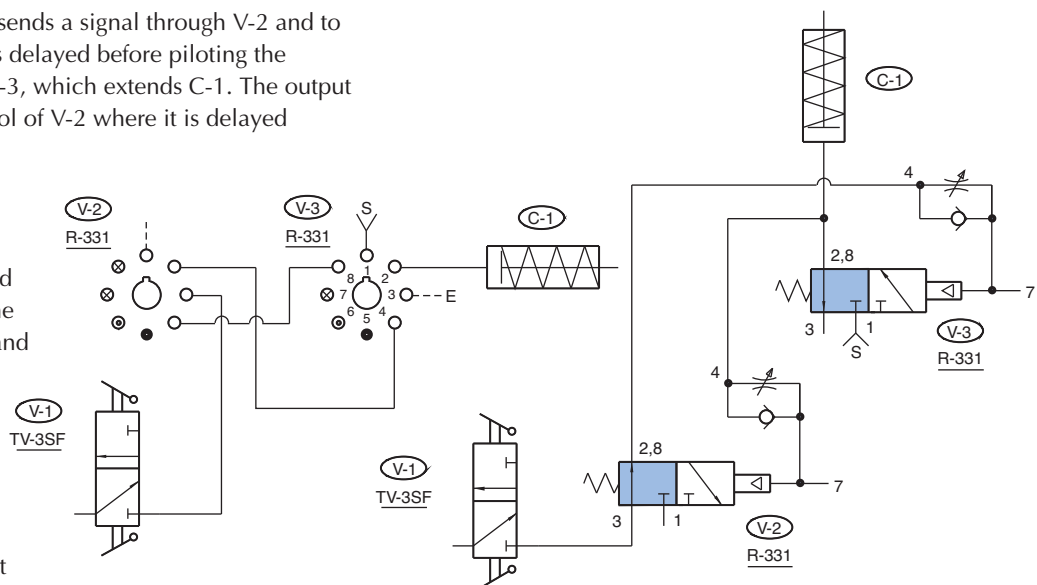 sends a signal through V-2 and to
s delayed before piloting the
-3, which extends C-1. The output
ol of V-2 where it is delayed
d
ne
and
t
V-2
R-331
V-3
R-331
S
1
2
3
4
5
6
7
8
E
C-1
V-1
TV-3SF
C-1
4
2,8
3
1
S
7
V-3
R-331
4
V-1
TV-3SF
2,8
3
1
7
V-2
R-331